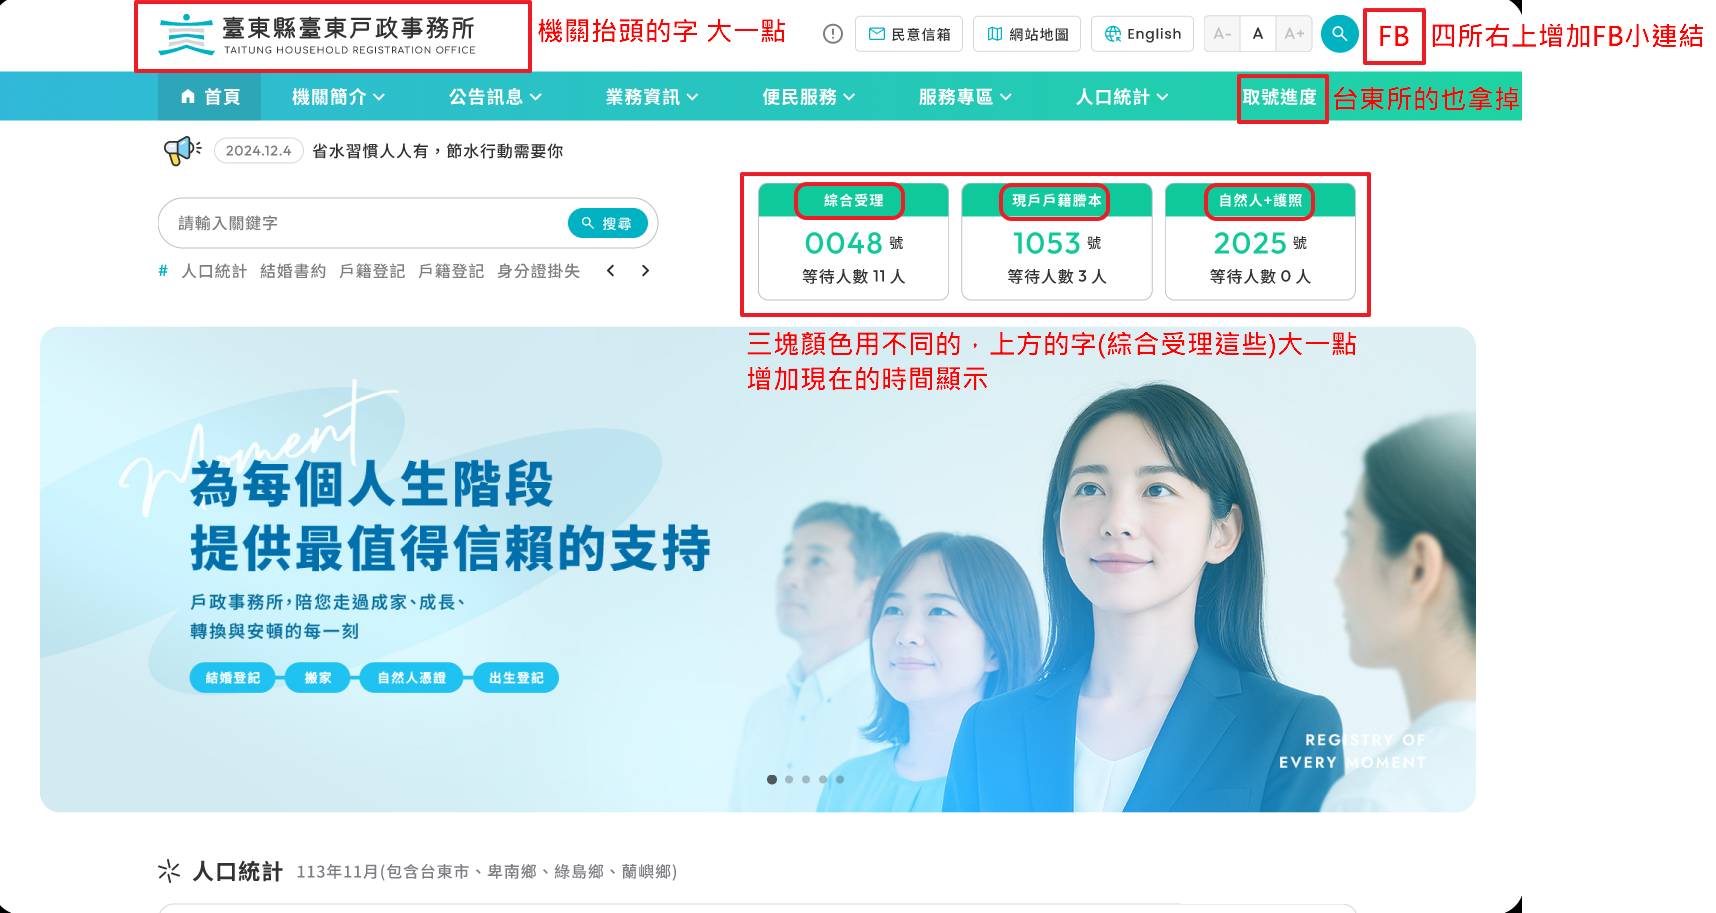 臺東縣臺東戶政事務所
TAITUNG HOUSEHOLD REGISTRATION OFFICE
機關抬頭的字 大一點
民意信箱
網站地圖
English
A-
A
A+
FB
四所右上增加FB小連結
首頁
機關簡介
公告訊息
業務資訊
便民服務
服務專區
人口統計
取號進度
台東所的也拿掉
2024.12.4
省水習慣人人有，節水行動需要你
請輸入關鍵字
搜尋
# 人口統計 結婚書約 戶籍登記 戶籍登記 身分證掛失
綜合受理
0048 號
等待人數 11 人
現戶戶籍謄本
1053 號
等待人數 3 人
自然人+護照
2025 號
等待人數 0 人
三塊顏色用不同的，上方的字(綜合受理這些)大一點
增加現在的時間顯示
Moment
為每個人生階段
提供最值得信賴的支持
戶政事務所，陪您走過成家、成長、
轉換與安頓的每一刻
結婚登記
搬家
自然人憑證
出生登記
REGISTRY OF
EVERY MOMENT
人口統計
113年11月(包含台東市、卑南鄉、綠島鄉、蘭嶼鄉)